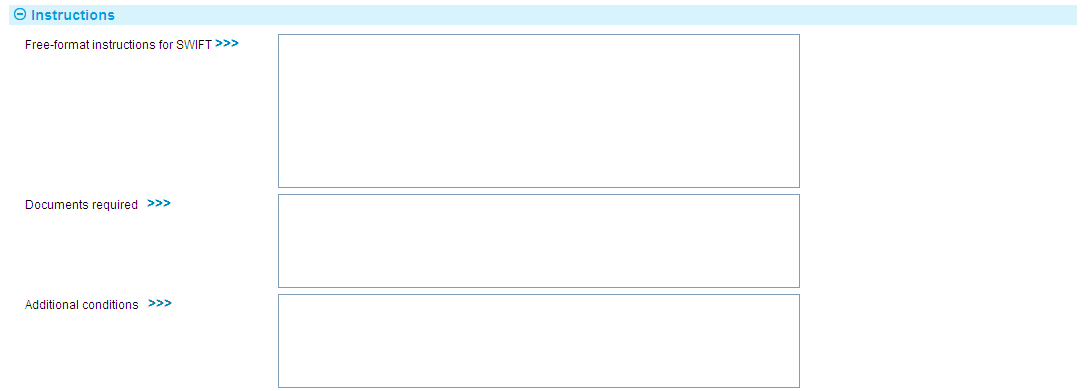 Instructions
Free-format instructions for SWIFT >>>
Documents required >>>
Additional conditions >>>